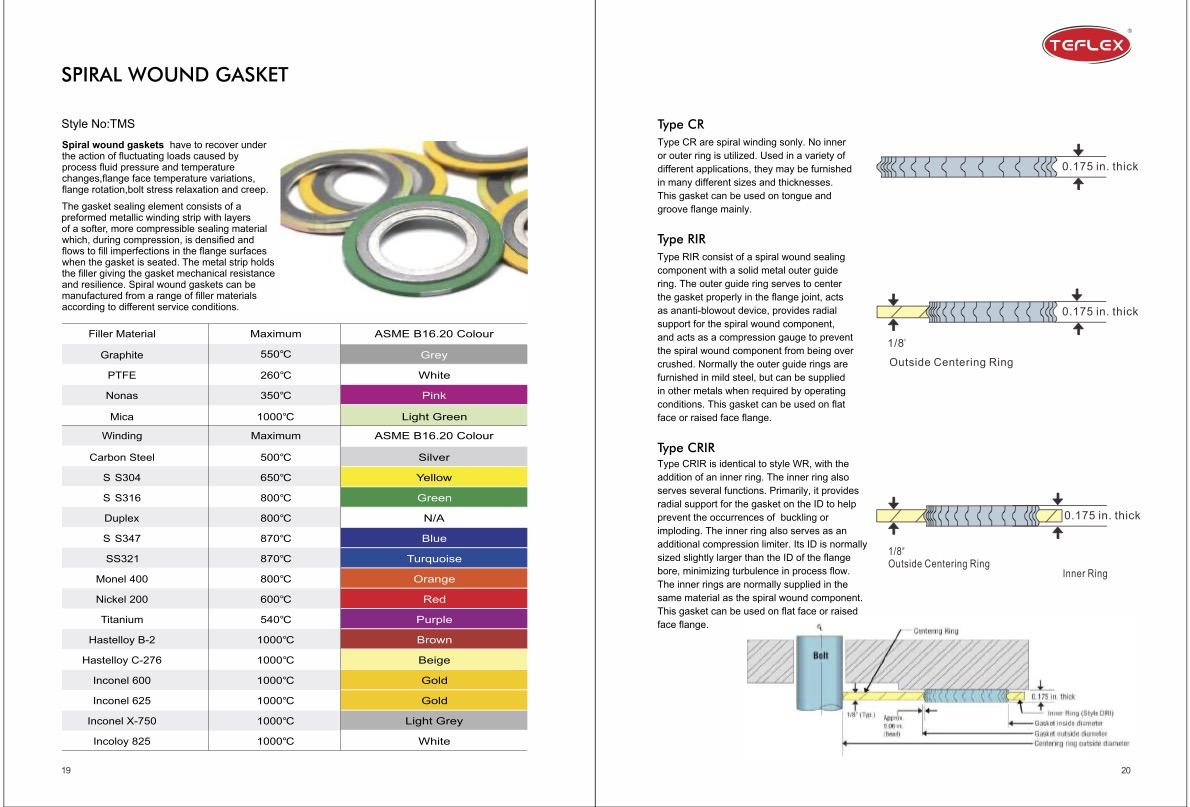 SPIRAL WOUND GASKET
Style No:TMS
Spiral wound gaskets have to recover under
the action of fluctuating loads caused by
process fluid pressure and temperature
changes,flange face temperature variations,
flange rotation,bolt stress relaxation and creep.
The gasket sealing element consists of a
preformed metallic winding strip with layers
of a softer, more compressible sealing material
which, during compression, is densified and
flows to fill imperfections in the flange surfaces
when the gasket is seated. The metal strip holds
the filler giving the gasket mechanical resistance
and resilience. Spiral wound gaskets can be
manufactured from a range of filler materials
according to different service conditions.
Filler Material Maximum ASME B16.20 Colour
Graphite 550℃ Grey
PTFE 260℃ White
Nonas 350℃ Pink
Mica 1000℃ Light Green
Winding Maximum ASME B16.20 Colour
Carbon Steel 500℃ Silver
S S304 650℃ Yellow
S S316 800℃ Green
Duplex 800℃ N/A
S S347 870℃ Blue
SS321 870℃ Turquoise
Monel 400 800℃ Orange
Nickel 200 600℃ Red
Titanium 540℃ Purple
Hastelloy B-2 1000℃ Brown
Hastelloy C-276 1000℃ Beige
Inconel 600 1000℃ Gold
Inconel 625 1000℃ Gold
Inconel X-750 1000℃ Light Grey
Incoloy 825 1000℃ White
19
TEFLEX®
Type CR
Type CR are spiral winding sonly. No inner
or outer ring is utilized. Used in a variety of
different applications, they may be furnished
in many different sizes and thicknesses.
This gasket can be used on tongue and
groove flange mainly.
0.175 in. thick
Type RIR
Type RIR consist of a spiral wound sealing
component with a solid metal outer guide
ring. The outer guide ring serves to center
the gasket properly in the flange joint, acts
as ananti-blowout device, provides radial
support for the spiral wound component,
and acts as a compression gauge to prevent
the spiral wound component from being over
crushed. Normally the outer guide rings are
furnished in mild steel, but can be supplied
in other metals when required by operating
conditions. This gasket can be used on flat
face or raised face flange.
0.175 in. thick
1/8"
Outside Centering Ring
Type CRIR
Type CRIR is identical to style WR, with the
addition of an inner ring. The inner ring also
serves several functions. Primarily, it provides
radial support for the gasket on the ID to help
prevent the occurrences of buckling or
imploding. The inner ring also serves as an
additional compression limiter. Its ID is normally
sized slightly larger than the ID of the flange
bore, minimizing turbulence in process flow.
The inner rings are normally supplied in the
same material as the spiral wound component.
This gasket can be used on flat face or raised
face flange.
0.175 in. thick
1/8"
Outside Centering Ring
Inner Ring
℄
Centering Ring
Bolt
0.175 in. thick
1/8" (Typ.)
Approx.
0.06 in.
(bead)
Inner Ring (Style DRI)
Gasket inside diameter
Gasket outside diameter
Centering ring outside diameter
20